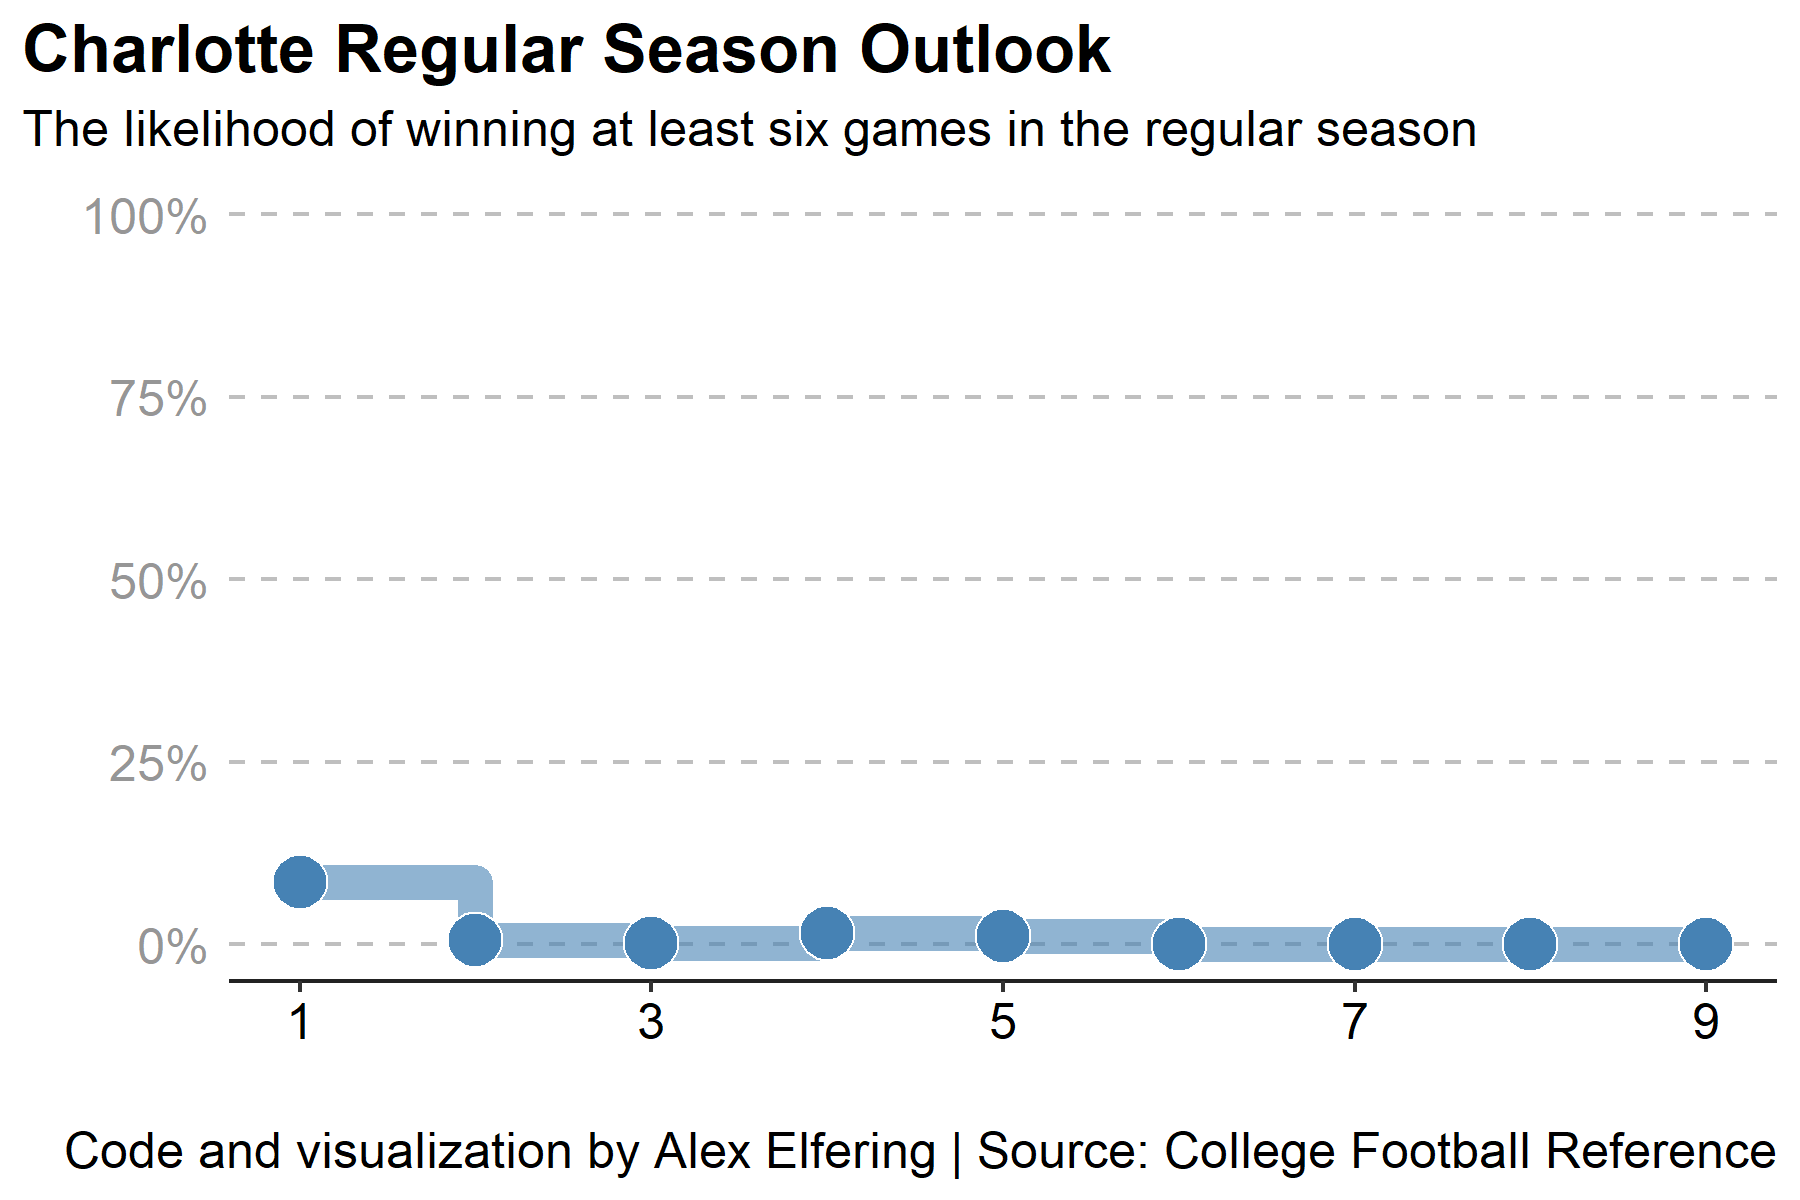 Charlotte Regular Season Outlook
The likelihood of winning at least six games in the regular season
100%
75%
50%
25%
0%
1 3 5 7 9
Code and visualization by Alex Elfering | Source: College Football Reference